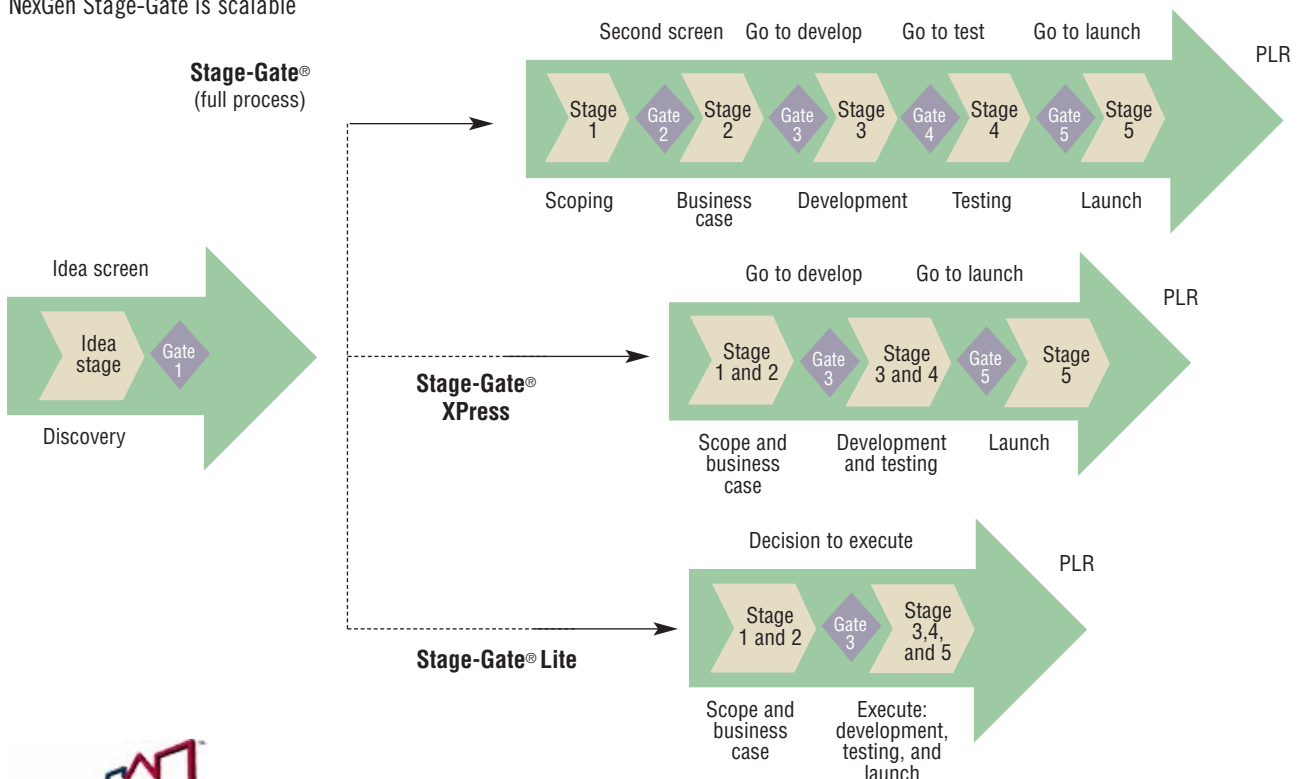 NexGen Stage-Gate is scalable
Stage-Gate®
(full process)
Second screen
Go to develop
Go to test
Go to launch
PLR
Stage
1
Gate
2
Stage
2
Gate
3
Stage
3
Gate
4
Stage
4
Gate
5
Stage
5
Scoping
Business
case
Development
Testing
Launch
Idea screen
Idea
stage
Gate
1
Discovery
Stage-Gate®
XPress
Go to develop
Go to launch
PLR
Stage
1 and 2
Gate
3
Stage
3 and 4
Gate
5
Stage
5
Scope and
business
case
Development
and testing
Launch
Stage-Gate® Lite
Decision to execute
PLR
Stage
1 and 2
Gate
3
Stage
3,4,
and 5
Scope and
business
case
Execute:
development,
testing, and
launch